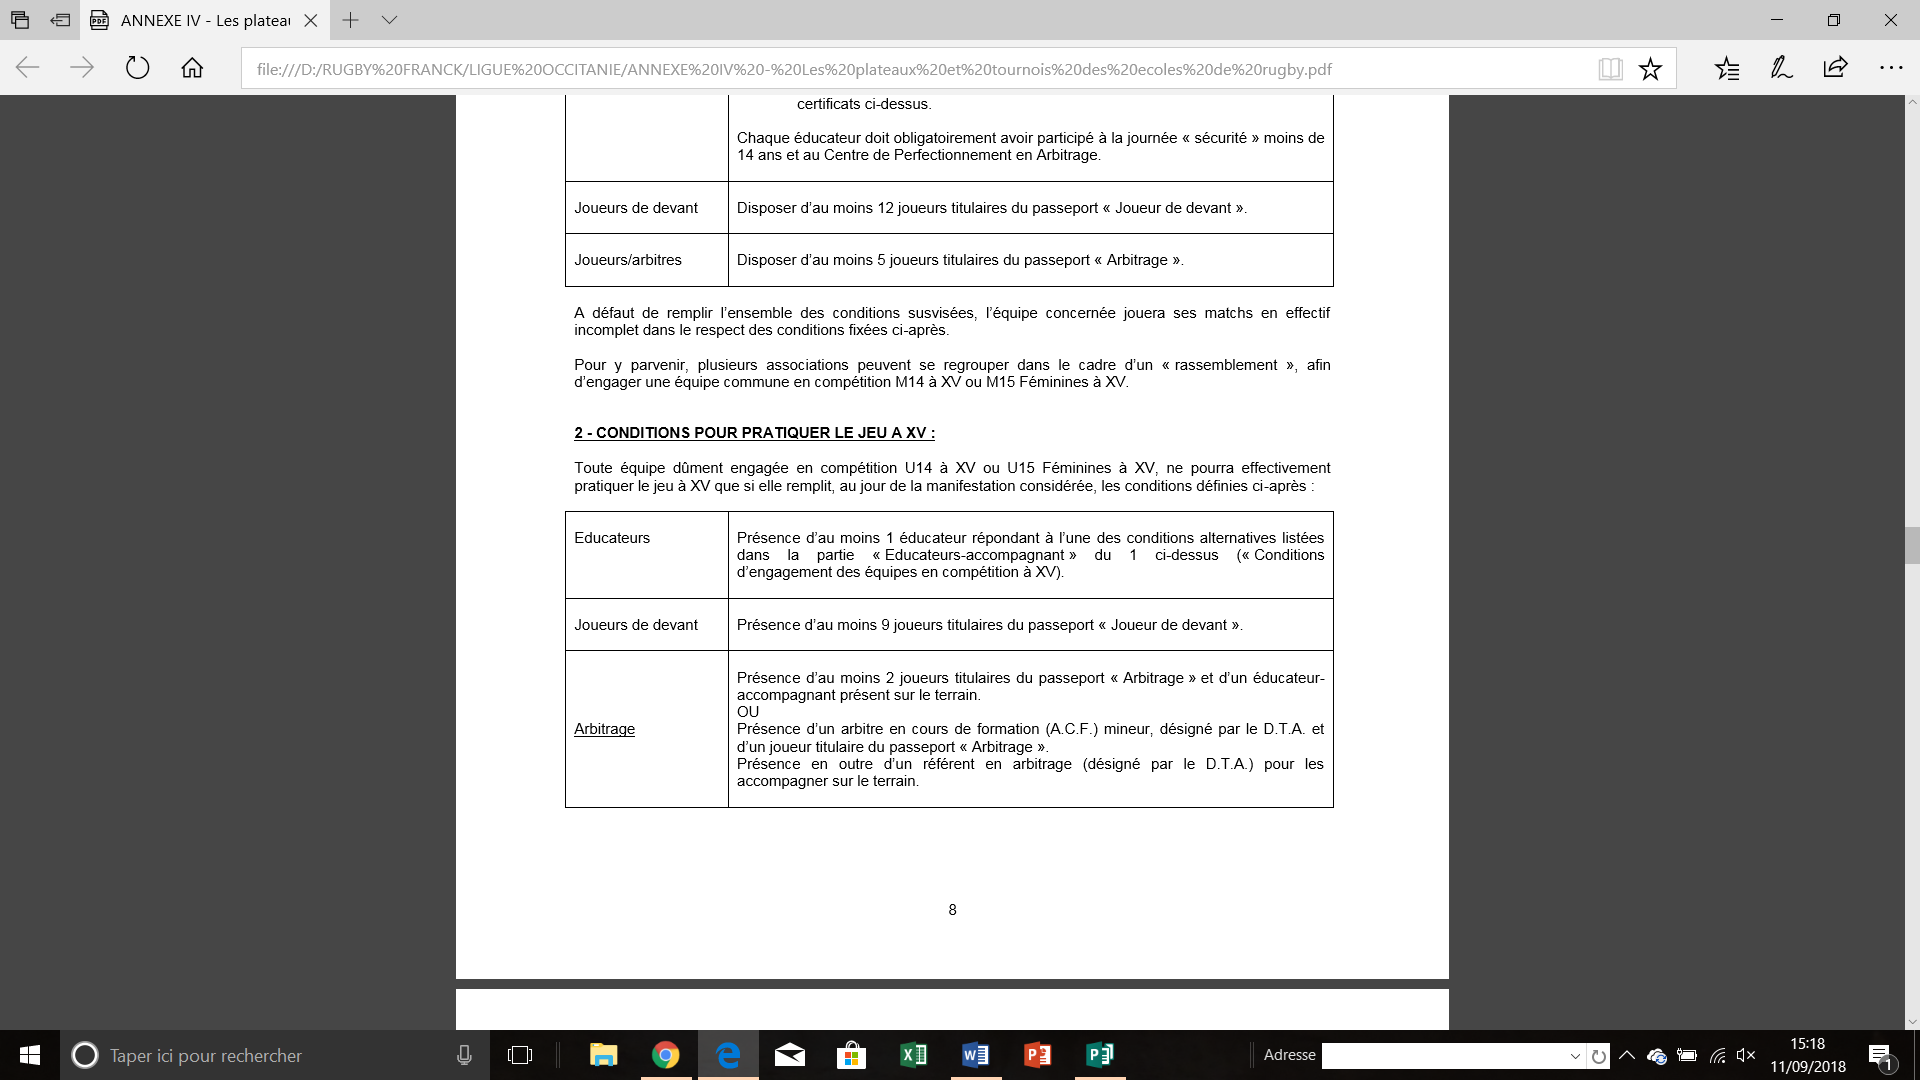 ANNEXE IV - Les plateau
file:///D:/RUGBY%20FRANCK/LIGUE%20OCCITANIE/ANNEXE%20IV%20-%20Les%20plateaux%20et%20tournois%20des%20ecoles%20de%20rugby.pdf
certificats ci-dessus.
Chaque éducateur doit obligatoirement avoir participé à la journée « sécurité » moins de
14 ans et au Centre de Perfectionnement en Arbitrage.
Joueurs de devant
Disposer d’au moins 12 joueurs titulaires du passeport « Joueur de devant ».
Joueurs/arbitres
Disposer d’au moins 5 joueurs titulaires du passeport « Arbitrage ».
A défaut de remplir l’ensemble des conditions susvisées, l’équipe concernée jouera ses matchs en effectif
incomplet dans le respect des conditions fixées ci-après.
Pour y parvenir, plusieurs associations peuvent se regrouper dans le cadre d’un « rassemblement », afin
d’engager une équipe commune en compétition M14 à XV ou M15 Féminines à XV.
2 - CONDITIONS POUR PRATIQUER LE JEU A XV :
Toute équipe dûment engagée en compétition U14 à XV ou U15 Féminines à XV, ne pourra effectivement
pratiquer le jeu à XV que si elle remplit, au jour de la manifestation considérée, les conditions définies ci-après :
Educateurs
Présence d’au moins 1 éducateur répondant à l’une des conditions alternatives listées
dans la partie « Educateurs-accompagnant » du 1 ci-dessus (« Conditions
d’engagement des équipes en compétition à XV).
Joueurs de devant
Présence d’au moins 9 joueurs titulaires du passeport « Joueur de devant ».
Arbitrage
Présence d’au moins 2 joueurs titulaires du passeport « Arbitrage » et d’un éducateur-
accompagnant présent sur le terrain.
OU
Présence d’un arbitre en cours de formation (A.C.F.) mineur, désigné par le D.T.A. et
d’un joueur titulaire du passeport « Arbitrage ».
Présence en outre d’un référent en arbitrage (désigné par le D.T.A.) pour les
accompagner sur le terrain.
8
Taper ici pour rechercher
Adresse
15:18
11/09/2018
1